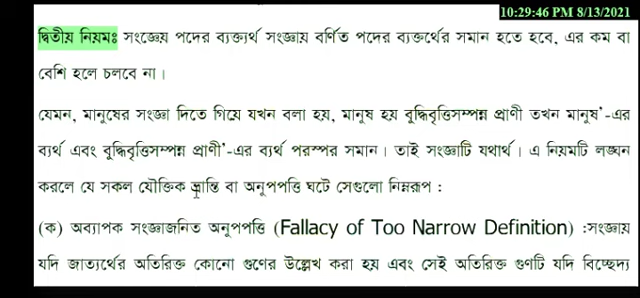 10:29:46 PM 8/13/2021
দ্বিতীয় নিয়মঃ সংজ্ঞেয় পদের ব্যক্ত্যর্থ সংজ্ঞায় বর্ণিত পদের ব্যক্তর্থের সমান হতে হবে, এর কম বা
বেশি হলে চলবে না।
যেমন, মানুষের সংজ্ঞা দিতে গিয়ে যখন বলা হয়, মানুষ হয় বুদ্ধিবৃত্তিসম্পন্ন প্রাণী তখন মানুষ’-এর
ব্যর্থ এবং বুদ্ধিবৃত্তিসম্পন্ন প্রাণী’-এর ব্যর্থ পরস্পর সমান। তাই সংজ্ঞাটি যথার্থ। এ নিয়মটি লঙ্ঘন
করলে যে সকল যৌক্তিক ভ্রান্তি বা অনুপপত্তি ঘটে সেগুলো নিম্নরূপ :
(ক) অব্যাপক সংজ্ঞাজনিত অনুপপত্তি (Fallacy of Too Narrow Definition) :সংজ্ঞায়
যদি জাত্যর্থের অতিরিক্ত কোনো গুণের উল্লেখ করা হয় এবং সেই অতিরিক্ত গুণটি যদি বিচ্ছেদ্য